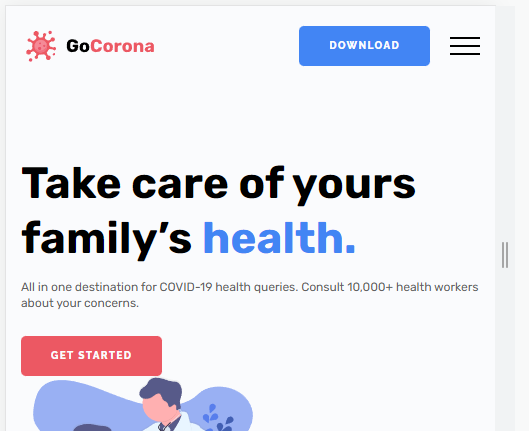 GoCorona
DOWNLOAD
Take care of yours
family’s health.
All in one destination for COVID-19 health queries. Consult 10,000+ health workers
about your concerns.
GET STARTED